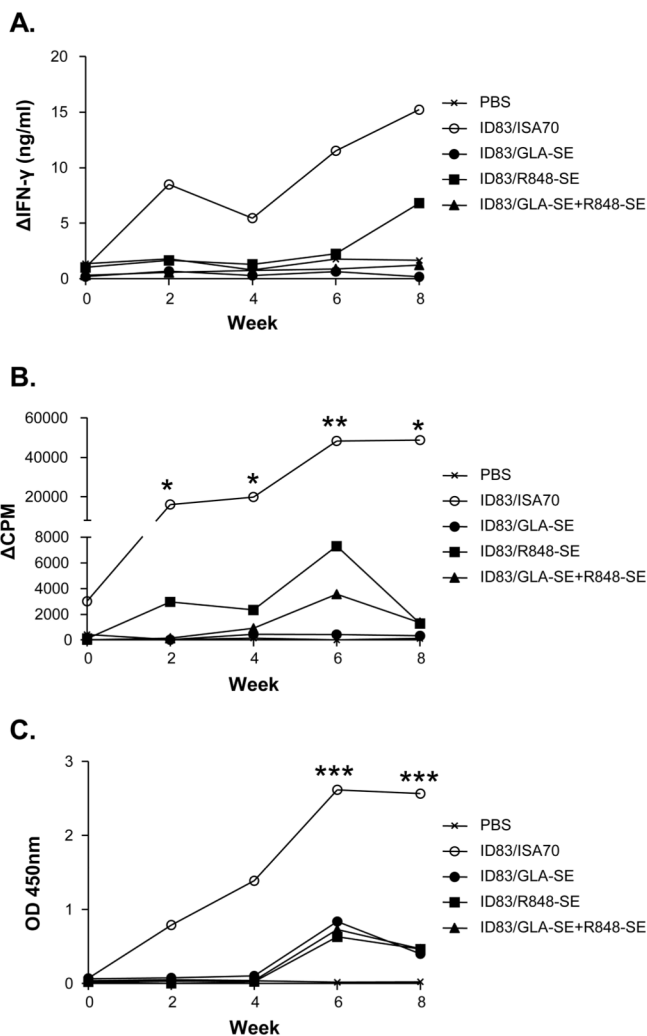 A.
20
15
10
5
0
ΔIFN-γ (ng/ml)
0 2 4 6 8
Week
PBS
ID83/ISA70
ID83/GLA-SE
ID83/R848-SE
ID83/GLA-SE+R848-SE
B.
60000
40000
20000
8000
6000
4000
2000
0
ΔCPM
* * ** *
0 2 4 6 8
Week
PBS
ID83/ISA70
ID83/GLA-SE
ID83/R848-SE
ID83/GLA-SE+R848-SE
C.
3
2
1
0
OD 450nm
*** ***
0 2 4 6 8
Week
PBS
ID83/ISA70
ID83/GLA-SE
ID83/R848-SE
ID83/GLA-SE+R848-SE